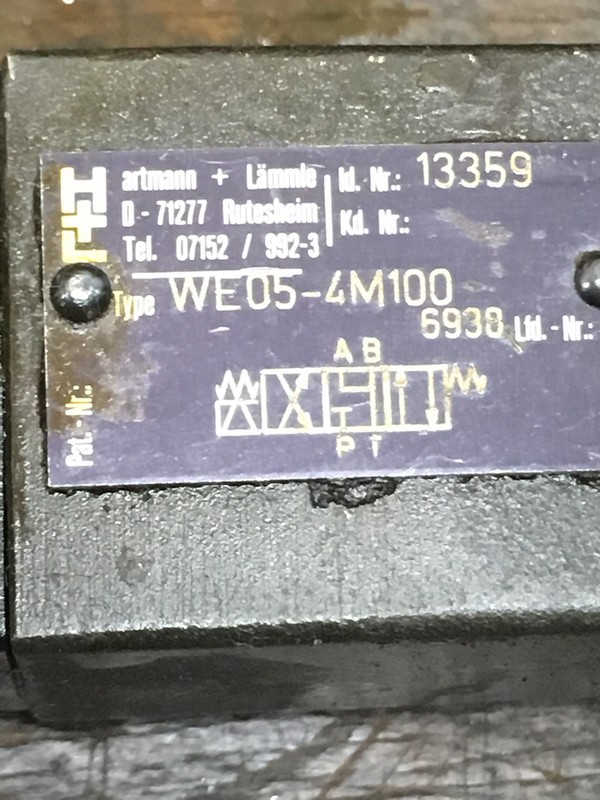 H
artmann + Lämmle
D - 71277 Rutesheim
Tel. 07152 / 992-3
Id. Nr.: 13359
Kd. Nr.:
Type WE05-4M100
6938 Lfd.-Nr.:
A B
P T
Pat.-Nr.: